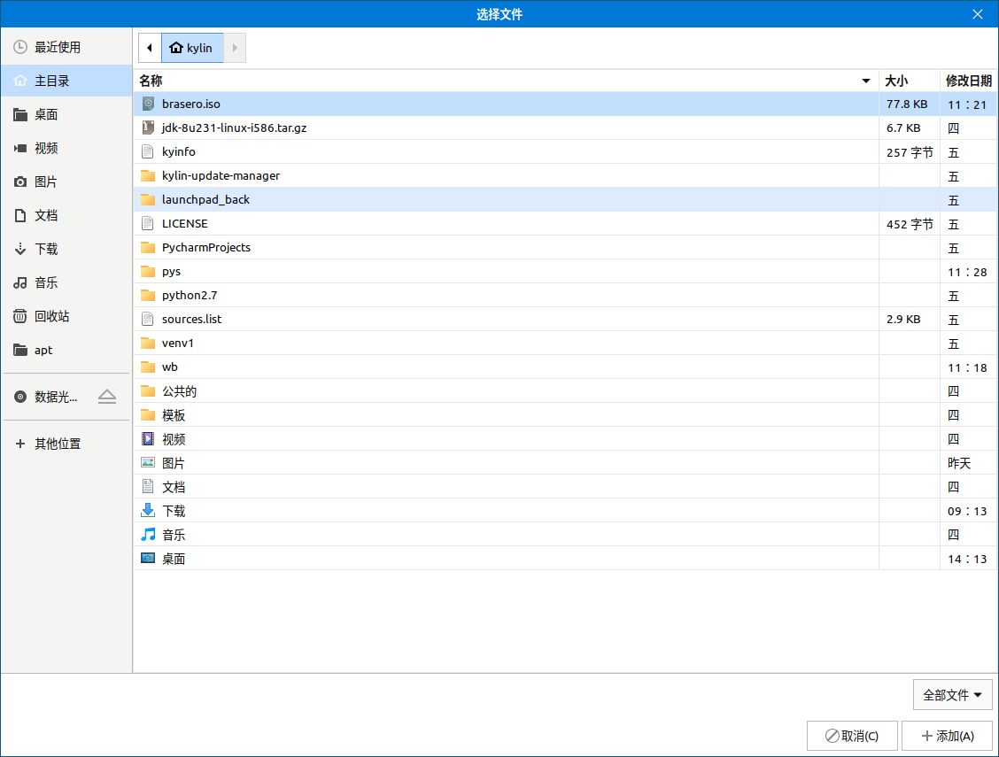 选择文件
最近使用
主目录
桌面
视频
图片
文档
下载
音乐
回收站
apt
数据光...
其他位置
kylin
名称 大小 修改日期
brasero.iso 77.8 KB 11：21
jdk-8u231-linux-i586.tar.gz 6.7 KB 四
kyinfo 257 字节 五
kylin-update-manager 五
launchpad_back 五
LICENSE 452 字节 五
PycharmProjects 五
pys 11：28
python2.7 五
sources.list 2.9 KB 五
venv1 五
wb 11：18
公共的 四
模板 四
视频 四
图片 昨天
文档 四
下载 09：13
音乐 四
桌面 14：13
全部文件
取消(C) 添加(A)